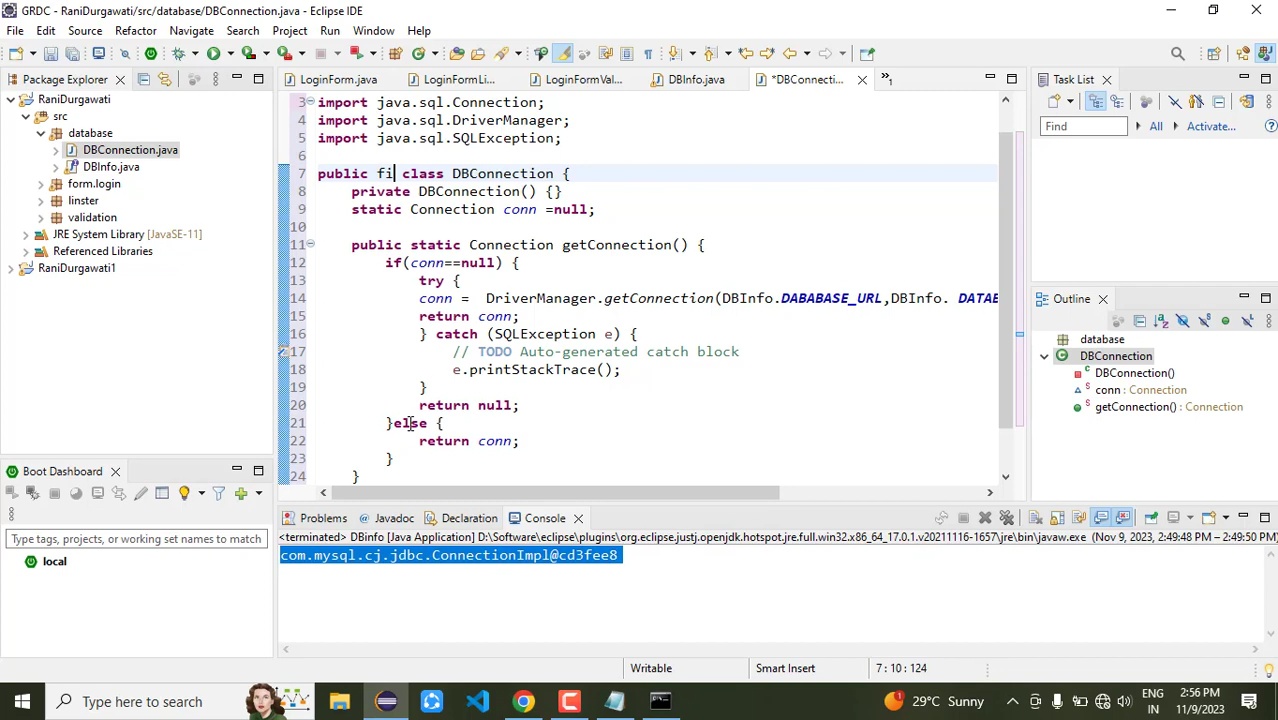 GRDC - RaniDurgawati/src/database/DBConnection.java - Eclipse IDE
File Edit Source Refactor Navigate Search Project Run Window Help
Package Explorer
LoginForm.java
LoginFormLi...
LoginFormVal...
DBInfo.java
*DBConnecti...
»1
Task List
RaniDurgawati
src
database
DBConnection.java
DBInfo.java
form.login
linster
validation
JRE System Library [JavaSE-11]
Referenced Libraries
RaniDurgawati1
3 import java.sql.Connection;
4 import java.sql.DriverManager;
5 import java.sql.SQLException;
6
7 public fi class DBConnection {
8 private DBConnection() {}
9 static Connection conn =null;
10
11 public static Connection getConnection() {
12 if(conn==null) {
13 try {
14 conn = DriverManager.getConnection(DBInfo.DABABASE_URL,DBInfo. DATAB
15 return conn;
16 } catch (SQLException e) {
17 // TODO Auto-generated catch block
18 e.printStackTrace();
19 }
20 return null;
21 }else {
22 return conn;
23 }
24 }
Find All Activate...
Outline
database
DBConnection
DBConnection()
conn : Connection
getConnection() : Connection
Boot Dashboard
Type tags, projects, or working set names to match
local
Problems Javadoc Declaration Console
<terminated> DBInfo [Java Application] D:\Software\eclipse\plugins\org.eclipse.justj.openjdk.hotspot.jre.full.win32.x86_64_17.0.1.v20211116-1657\jre\bin\javaw.exe (Nov 9, 2023, 2:49:48 PM – 2:49:50 PM)
com.mysql.cj.jdbc.ConnectionImpl@cd3fee8
Writable Smart Insert 7 : 10 : 124
Type here to search
29°C Sunny
ENG
IN
2:56 PM
11/9/2023